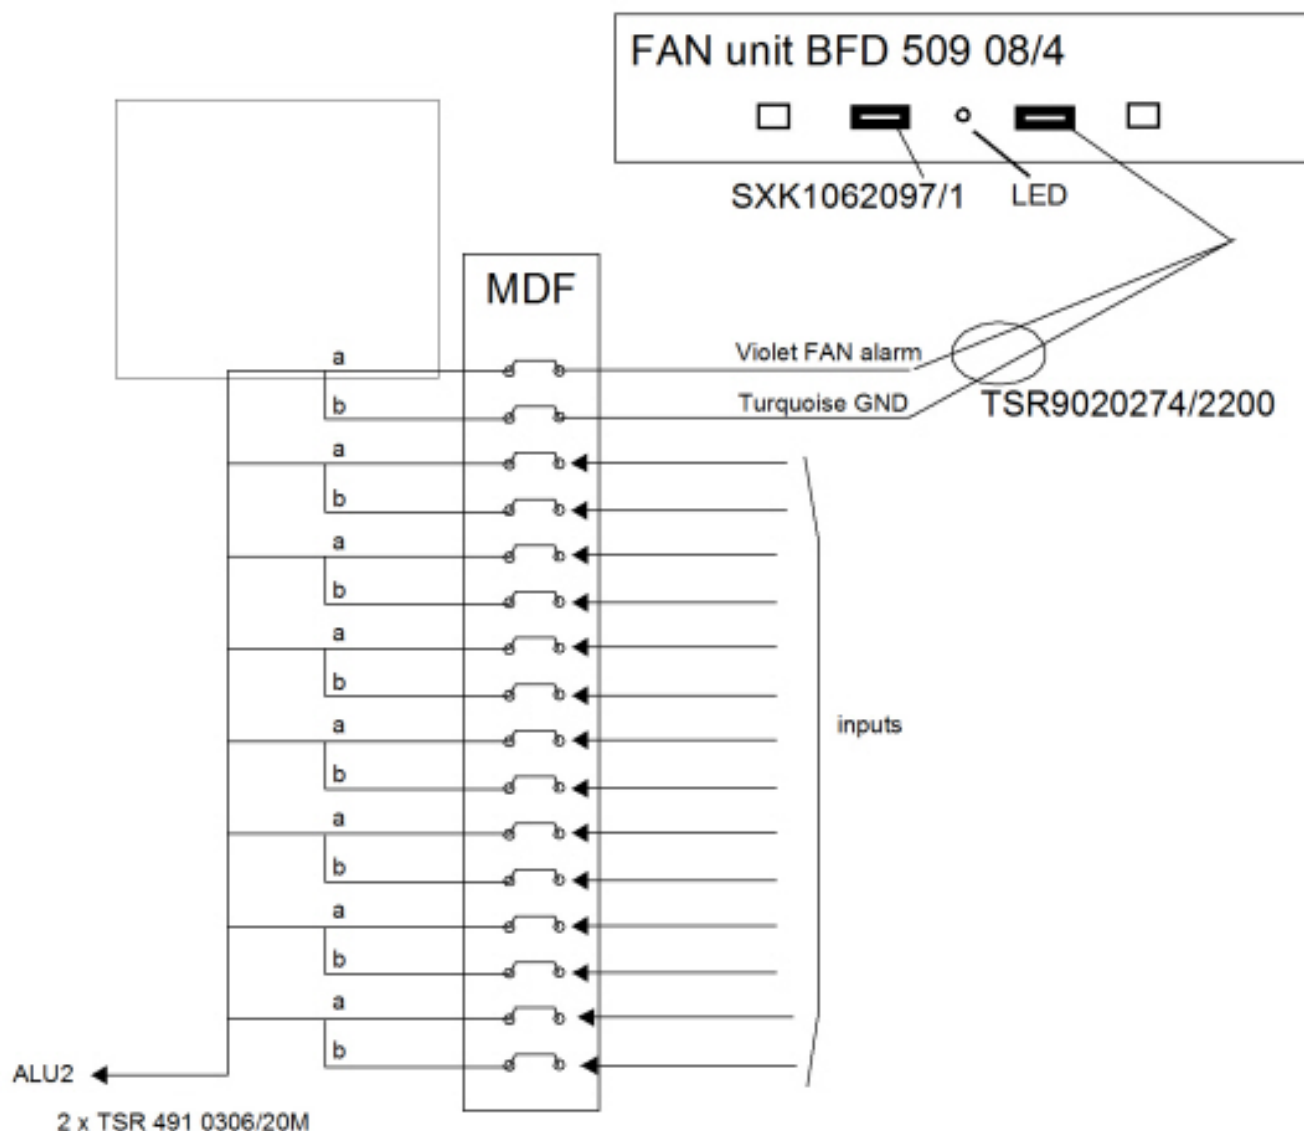 FAN unit BFD 509 08/4
SXK1062097/1
LED
MDF
a
Violet FAN alarm
b
Turquoise GND
TSR9020274/2200
a
b
a
b
a
b
a
inputs
b
a
b
a
b
a
b
ALU2
2 x TSR 491 0306/20M